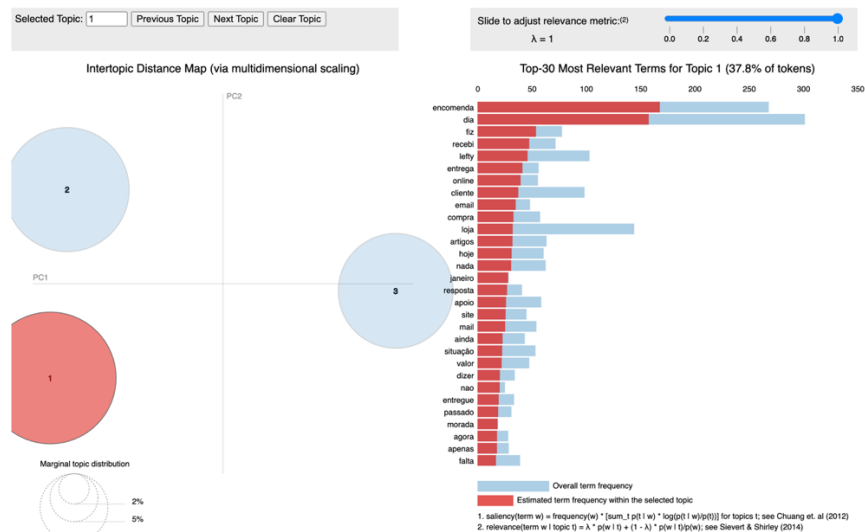 Selected Topic: 1 Previous Topic Next Topic Clear Topic
Slide to adjust relevance metric:(2)
λ = 1
0.0 0.2 0.4 0.6 0.8 1.0
Intertopic Distance Map (via multidimensional scaling)
PC2
PC1
2
3
1
Marginal topic distribution
2%
5%
Top-30 Most Relevant Terms for Topic 1 (37.8% of tokens)
0 50 100 150 200 250 300 350
encomenda
dia
fiz
recebi
lefty
entrega
online
cliente
email
compra
loja
artigos
hoje
nada
janeiro
resposta
apoio
site
mail
ainda
situação
valor
dizer
nao
entregue
passado
morada
agora
apenas
falta
Overall term frequency
Estimated term frequency within the selected topic
1. saliency(term w) = frequency(w) * [sum_t p(t | w) * log(p(t | w)/p(t))] for topics t; see Chuang et. al (2012)
2. relevance(term w | topic t) = λ * p(w | t) + (1 - λ) * p(w | t)/p(w); see Sievert & Shirley (2014)